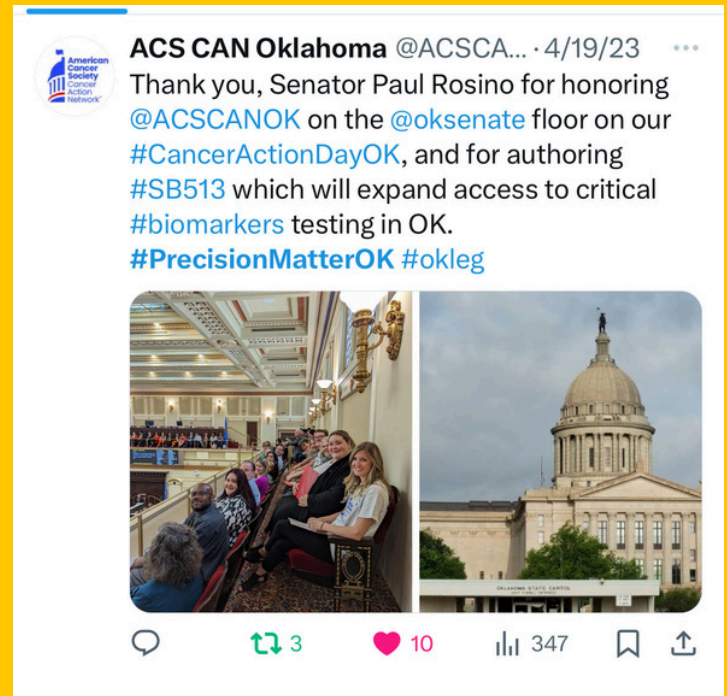 American
Cancer
Society
Cancer
Action
Network
ACS CAN Oklahoma @ACSCA... · 4/19/23
Thank you, Senator Paul Rosino for honoring
@ACSCANOK on the @oksenate floor on our
#CancerActionDayOK, and for authoring
#SB513 which will expand access to critical
#biomarkers testing in OK.
#PrecisionMatterOK #okleg
OKLAHOMA STATE CAPITOL
3
10
347